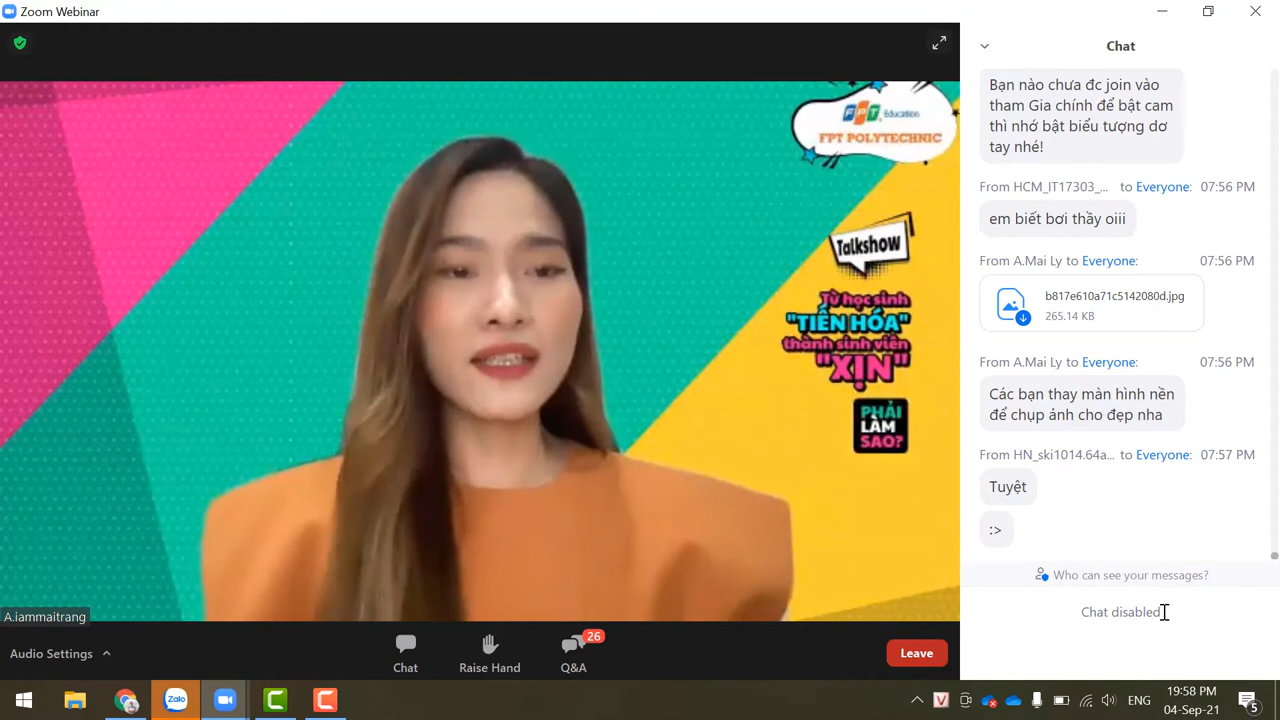 Zoom Webinar
FPT Education
FPT POLYTECHNIC
Talkshow
Từ học sinh
"TIẾN HÓA"
thành sinh viên
"XỊN"
PHẢI
LÀM
SAO?
A.iammaitrang
Audio Settings
Chat
Raise Hand
26
Q&A
Leave
Chat
Bạn nào chưa đc join vào
tham Gia chính để bật cam
thì nhớ bật biểu tượng dơ
tay nhé!
From HCM_IT17303_... to Everyone: 07:56 PM
em biết bơi thầy oiii
From A.Mai Ly to Everyone: 07:56 PM
b817e610a71c5142080d.jpg
265.14 KB
From A.Mai Ly to Everyone: 07:56 PM
Các bạn thay màn hình nền
để chụp ảnh cho đẹp nha
From HN_ski1014.64a... to Everyone: 07:57 PM
Tuyệt
:>
Who can see your messages?
Chat disabled
Zalo
ENG
19:58 PM
04-Sep-21
5